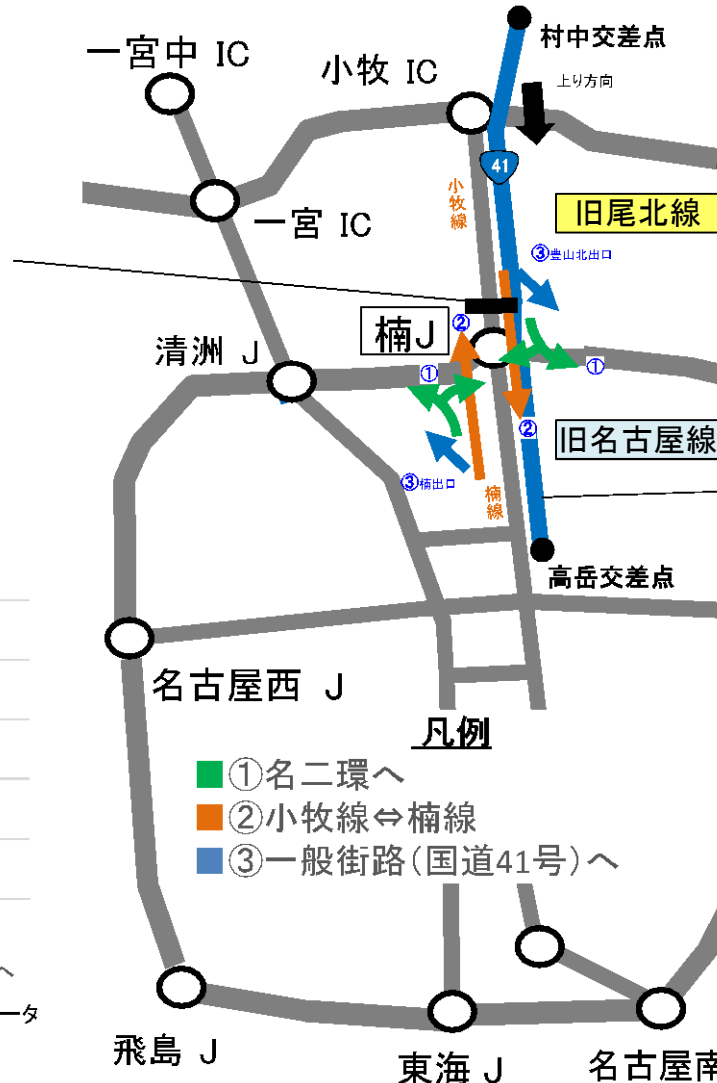 村中交差点
一宮中 IC
小牧 IC
上り方向
41
小牧線
旧尾北線
一宮 IC
③豊山北出口
楠J
②
清洲 J
①
①
②
旧名古屋線
③楠出口
楠線
高岳交差点
名古屋西 J
凡例
①名二環へ
②小牧線⇔楠線
③一般街路(国道41号)へ
へ
ータ
飛島 J
東海 J
名古屋南